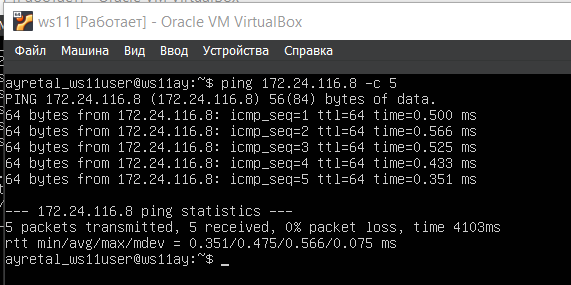 [Работает] - Oracle VM VirtualBox
ws11 [Работает] - Oracle VM VirtualBox
Файл Машина Вид Ввод Устройства Справка
ayretal_ws11user@ws11ay:~$ ping 172.24.116.8 -c 5
PING 172.24.116.8 (172.24.116.8) 56(84) bytes of data.
64 bytes from 172.24.116.8: icmp_seq=1 ttl=64 time=0.500 ms
64 bytes from 172.24.116.8: icmp_seq=2 ttl=64 time=0.566 ms
64 bytes from 172.24.116.8: icmp_seq=3 ttl=64 time=0.525 ms
64 bytes from 172.24.116.8: icmp_seq=4 ttl=64 time=0.433 ms
64 bytes from 172.24.116.8: icmp_seq=5 ttl=64 time=0.351 ms
--- 172.24.116.8 ping statistics ---
5 packets transmitted, 5 received, 0% packet loss, time 4103ms
rtt min/avg/max/mdev = 0.351/0.475/0.566/0.075 ms
ayretal_ws11user@ws11ay:~$ _